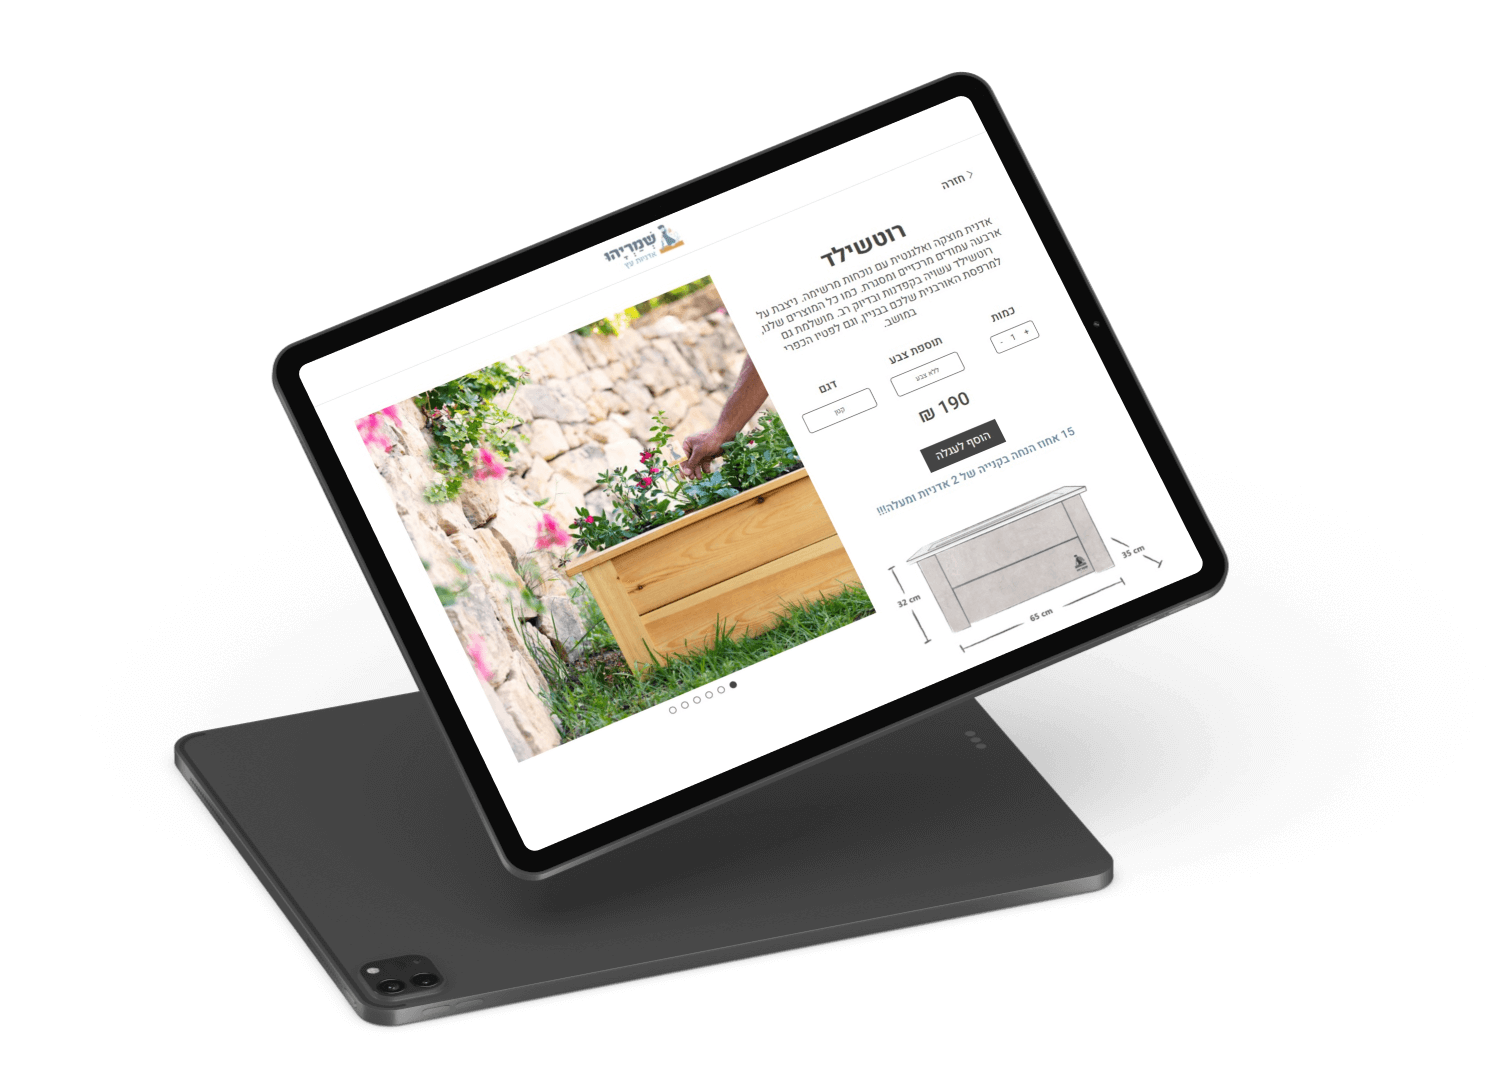 שְׁמַרְיָהוּ
אדניות עץ
חזרה
רוטשילד
אדנית מוצקה ואלגנטית עם נוכחות מרשימה. ניצבת על
ארבעה עמודים מרכזיים ומסגרת. כמו כל המוצרים שלנו,
רוטשילד עשויה בקפדנות ובדיוק רב. מושלמת גם
למרפסת האורבנית שלכם בבניין, וגם לפטיו הכפרי
במושב.
כמות
תוספת צבע
דגם
+ 1 -
ללא צבע
קטן
190 ₪
הוסף לעגלה
15 אחוז הנחה בקנייה של 2 אדניות ומעלה!!!
32 cm
65 cm
35 cm